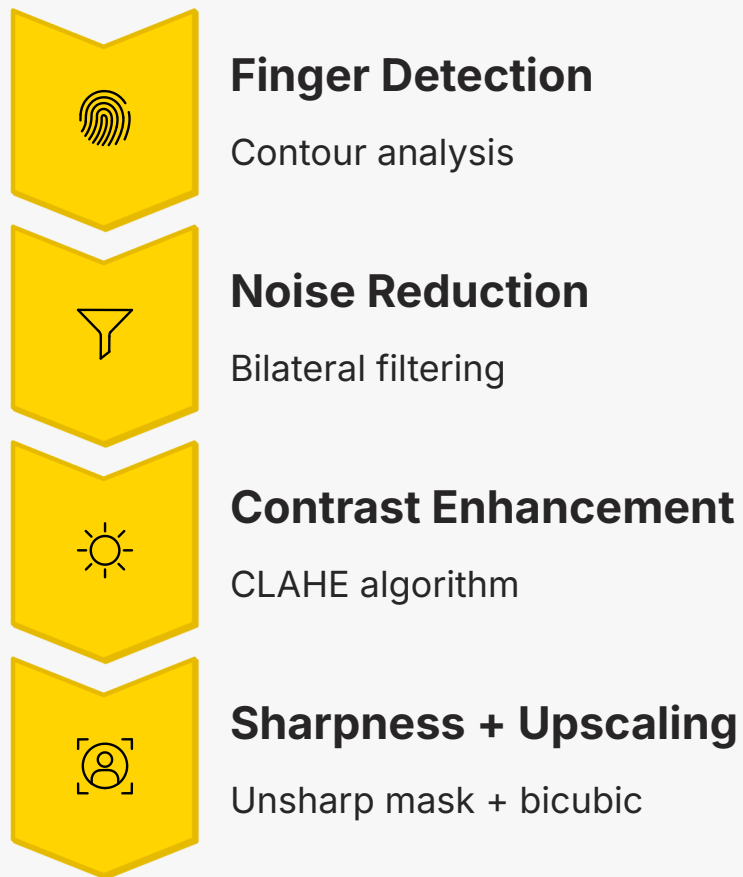 Finger Detection
Contour analysis
Noise Reduction
Bilateral filtering
Contrast Enhancement
CLAHE algorithm
Sharpness + Upscaling
Unsharp mask + bicubic